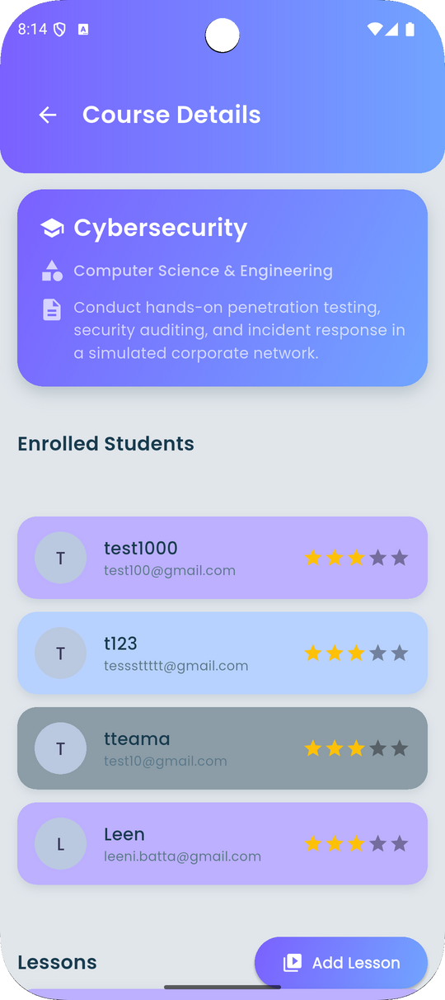 8:14
A
Course Details
Cybersecurity
Computer Science & Engineering
Conduct hands-on penetration testing,
security auditing, and incident response in
a simulated corporate network.
Enrolled Students
T
test1000
test100@gmail.com
T
t123
tesssttttt@gmail.com
T
tteama
test10@gmail.com
L
Leen
leeni.batta@gmail.com
Lessons
Add Lesson